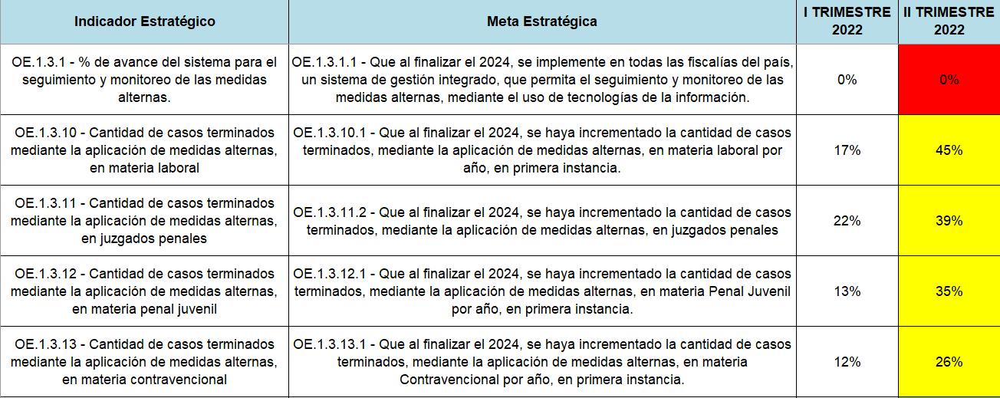 Indicador Estratégico
Meta Estratégica
I TRIMESTRE
2022
II TRIMESTRE
2022
OE.1.3.1 - % de avance del sistema para el
seguimiento y monitoreo de las medidas
alternas.
OE.1.3.1.1 - Que al finalizar el 2024, se implemente en todas las fiscalías del país,
un sistema de gestión integrado, que permita el seguimiento y monitoreo de las
medidas alternas, mediante el uso de tecnologías de la información.
0%
0%
OE.1.3.10 - Cantidad de casos terminados
mediante la aplicación de medidas alternas,
en materia laboral
OE.1.3.10.1 - Que al finalizar el 2024, se haya incrementado la cantidad de casos
terminados, mediante la aplicación de medidas alternas, en materia laboral por
año, en primera instancia.
17%
45%
OE.1.3.11 - Cantidad de casos terminados
mediante la aplicación de medidas alternas,
en juzgados penales
OE.1.3.11.2 - Que al finalizar el 2024, se haya incrementado la cantidad de casos
terminados, mediante la aplicación de medidas alternas, en juzgados penales
22%
39%
OE.1.3.12 - Cantidad de casos terminados
mediante la aplicación de medidas alternas,
en materia penal juvenil
OE.1.3.12.1 - Que al finalizar el 2024, se haya incrementado la cantidad de casos
terminados, mediante la aplicación de medidas alternas, en materia Penal Juvenil
por año, en primera instancia.
13%
35%
OE.1.3.13 - Cantidad de casos terminados
mediante la aplicación de medidas alternas,
en materia contravencional
OE.1.3.13.1 - Que al finalizar el 2024, se haya incrementado la cantidad de casos
terminados, mediante la aplicación de medidas alternas, en materia
Contravencional por año, en primera instancia.
12%
26%